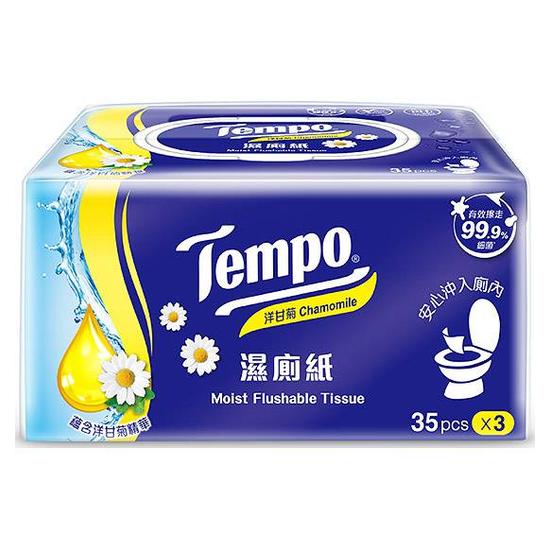 Tempo
濕廁紙
Moist Flushable Tissue
35pcs
有效擦走
99.9%
細菌*
Tempo®
洋甘菊 Chamomile
安心沖入廁內
濕廁紙
Moist Flushable Tissue
蘊含洋甘菊精華
35pcs X3